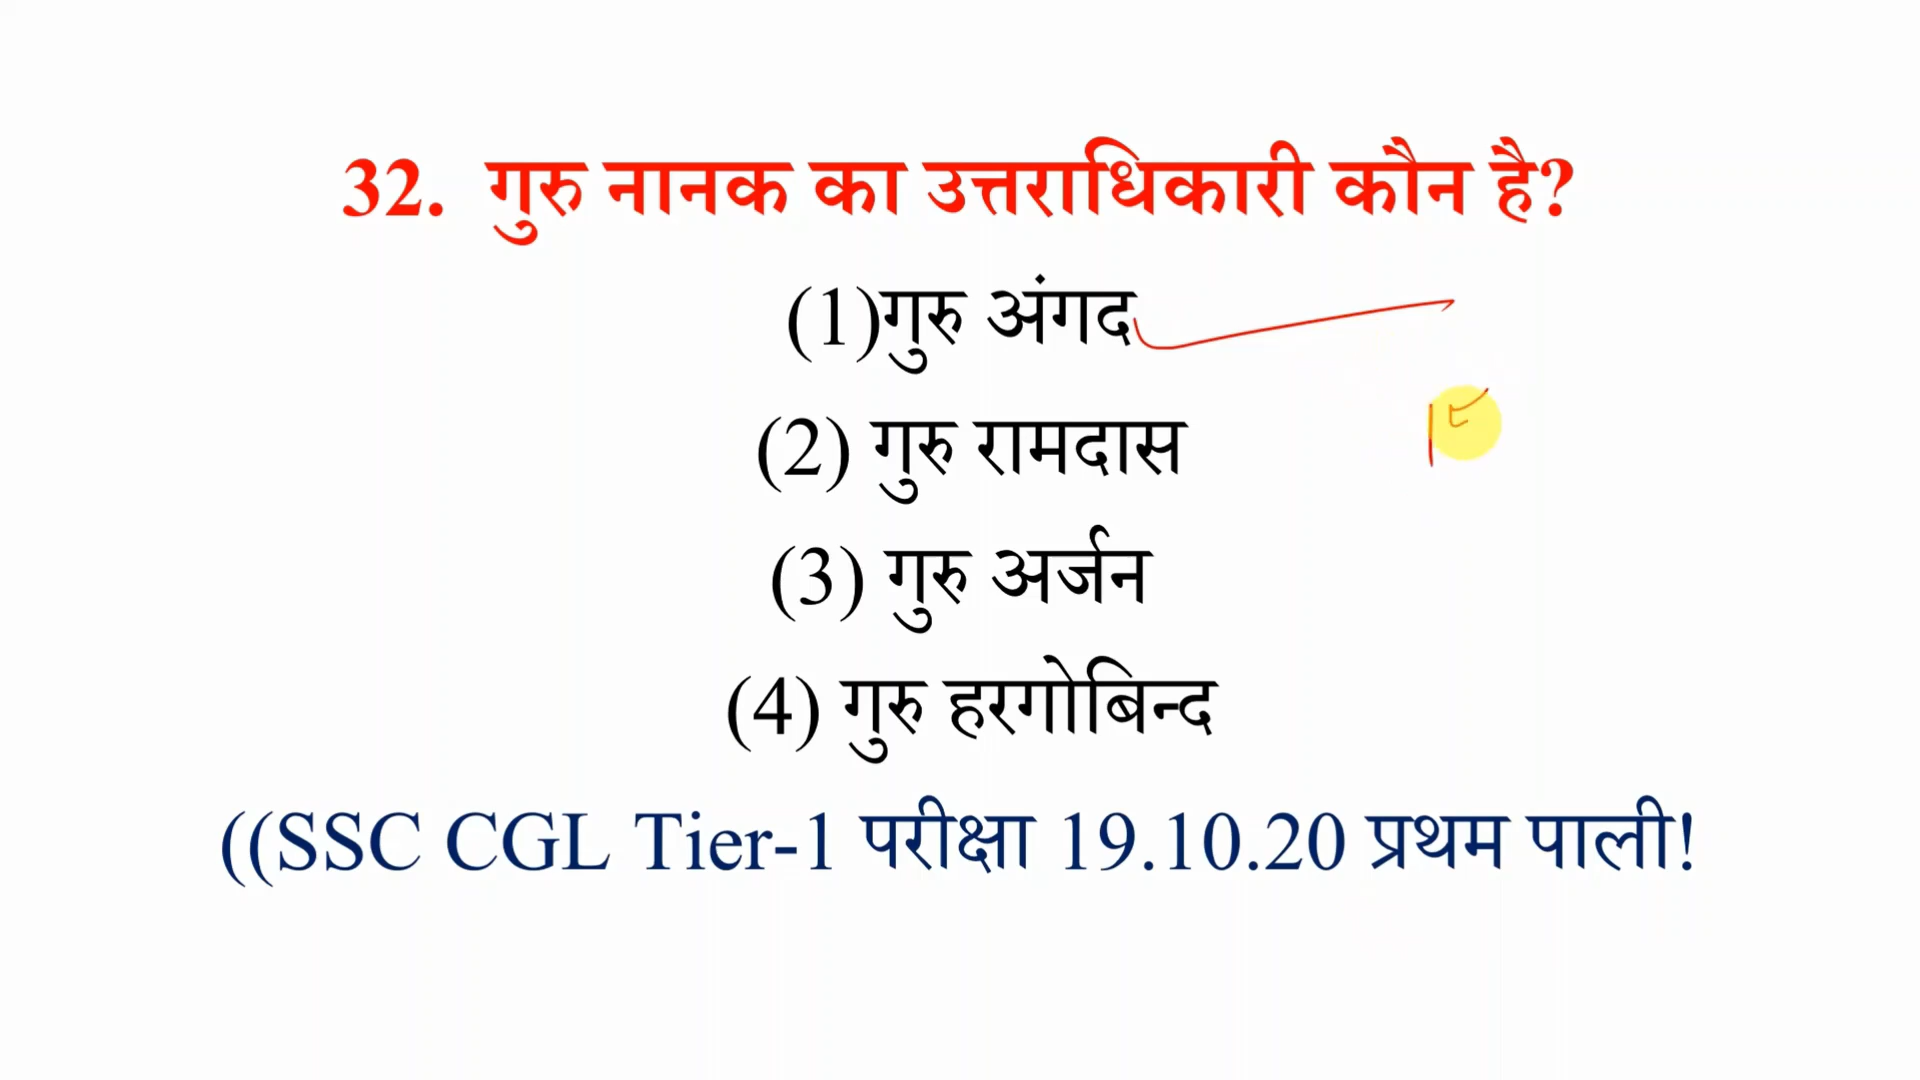 32. गुरु नानक का उत्तराधिकारी कौन है?
(1)गुरु अंगद
(2) गुरु रामदास
(3) गुरु अर्जन
(4) गुरु हरगोबिन्द
((SSC CGL Tier-1 परीक्षा 19.10.20 प्रथम पाली!